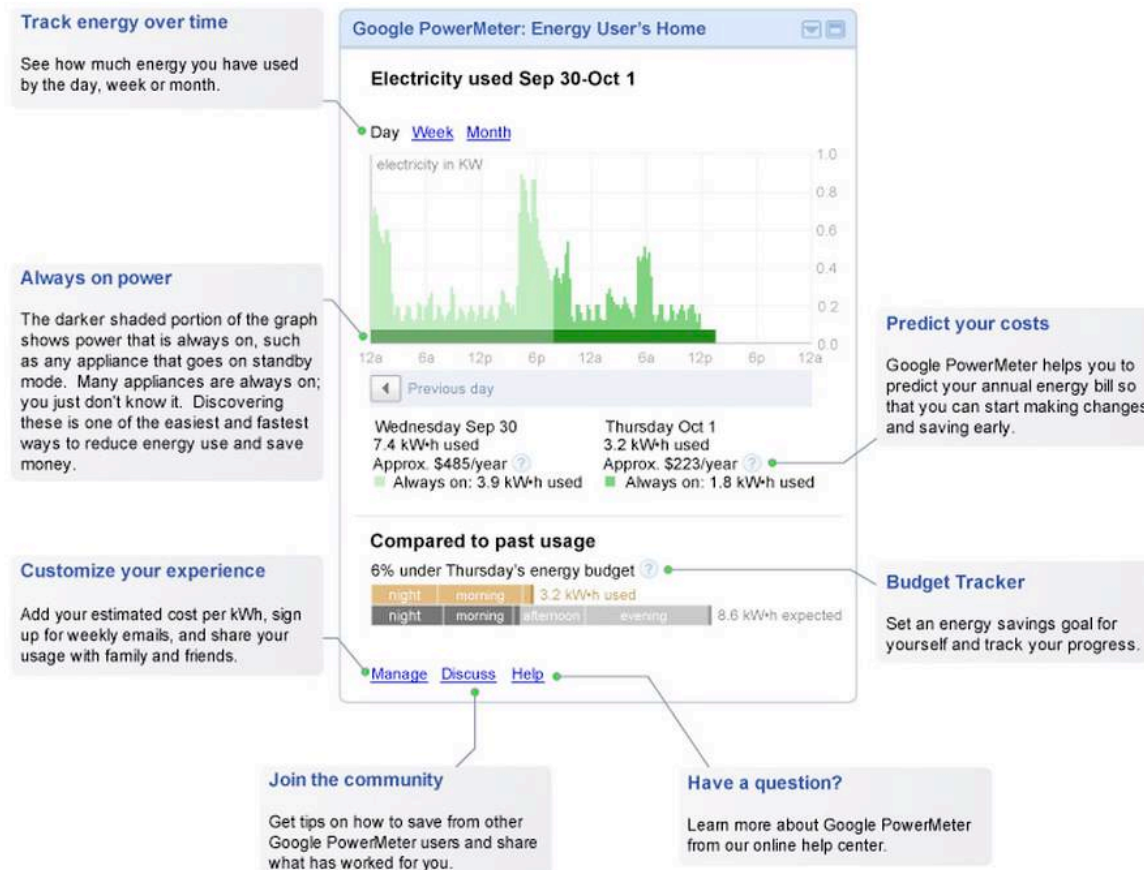 Track energy over time
See how much energy you have used
by the day, week or month.
Always on power
The darker shaded portion of the graph
shows power that is always on, such
as any appliance that goes on standby
mode. Many appliances are always on;
you just don't know it. Discovering
these is one of the easiest and fastest
ways to reduce energy use and save
money.
Customize your experience
Add your estimated cost per kWh, sign
up for weekly emails, and share your
usage with family and friends.
Google PowerMeter: Energy User's Home
Electricity used Sep 30-Oct 1
Day Week Month
electricity in KW
1.0
0.8
0.6
0.4
0.2
0.0
12a 6a 12p 6p 12a 6a 12p 6p 12a
Previous day
Wednesday Sep 30
7.4 kW•h used
Approx. $485/year ?
Always on: 3.9 kW•h used
Thursday Oct 1
3.2 kW•h used
Approx. $223/year ?
Always on: 1.8 kW•h used
Compared to past usage
6% under Thursday's energy budget ?
night morning 3.2 kW•h used
night morning afternoon evening 8.6 kW•h expected
Manage Discuss Help
Predict your costs
Google PowerMeter helps you to
predict your annual energy bill so
that you can start making changes
and saving early.
Budget Tracker
Set an energy savings goal for
yourself and track your progress.
Join the community
Get tips on how to save from other
Google PowerMeter users and share
what has worked for you.
Have a question?
Learn more about Google PowerMeter
from our online help center.